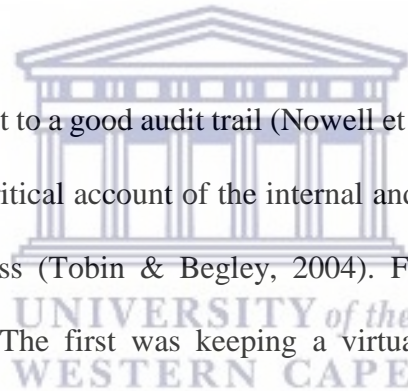 t to a good audit trail (Nowell et
ritical account of the internal and
ss (Tobin & Begley, 2004). F
UNIVERSITY of the
The first was keeping a virtua
WESTERN CAPE